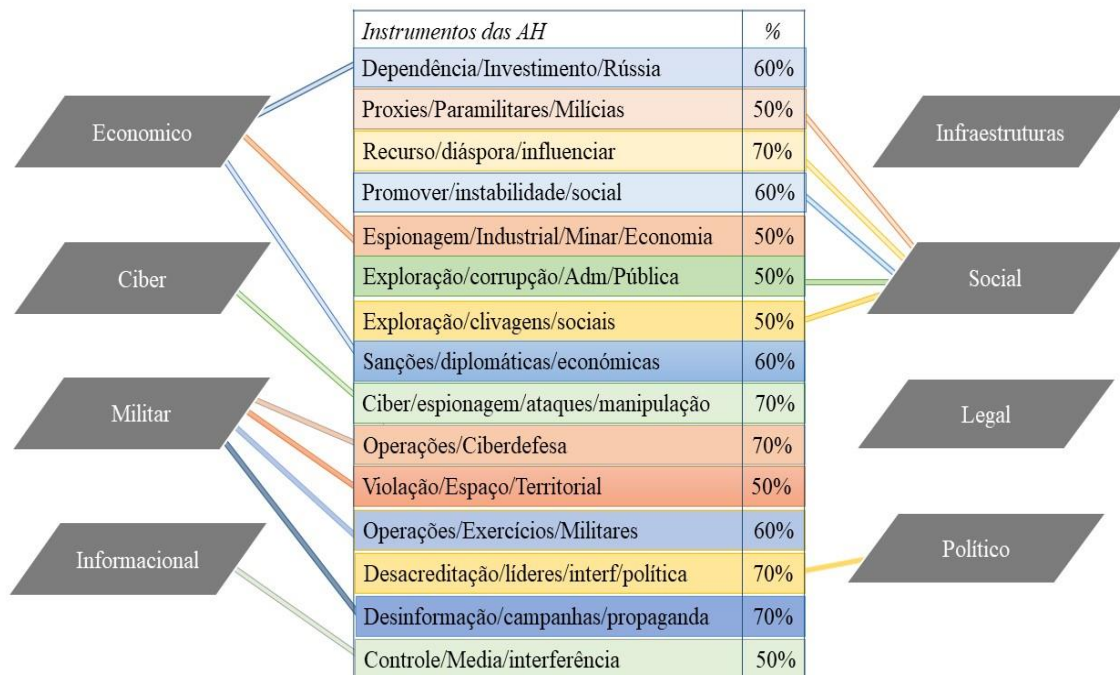 Instrumentos das AH %
Dependência/Investimento/Rússia 60%
Proxies/Paramilitares/Milícias 50%
Recurso/diáspora/influenciar 70%
Promover/instabilidade/social 60%
Espionagem/Industrial/Minar/Economia 50%
Exploração/corrupção/Adm/Pública 50%
Exploração/clivagens/sociais 50%
Sanções/diplomáticas/económicas 60%
Ciber/espionagem/ataques/manipulação 70%
Operações/Ciberdefesa 70%
Violação/Espaço/Territorial 50%
Operações/Exercícios/Militares 60%
Desacreditação/líderes/interf/política 70%
Desinformação/campanhas/propaganda 70%
Controle/Media/interferência 50%
Economico
Ciber
Militar
Informacional
Infraestruturas
Social
Legal
Político